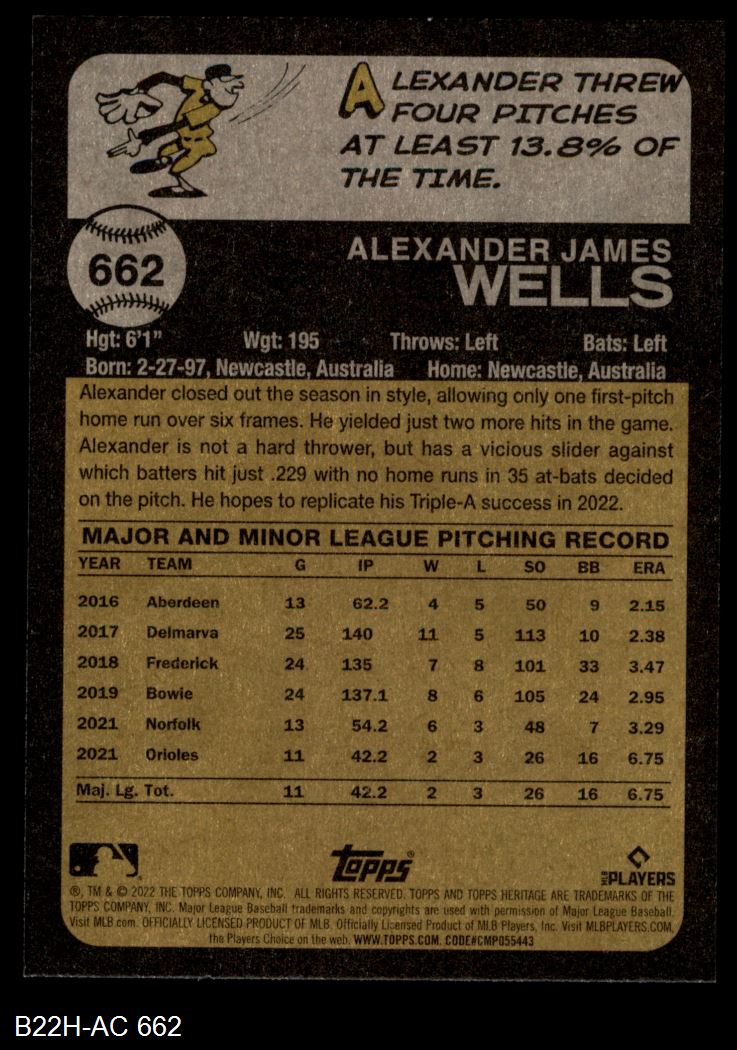 ALEXANDER THREW
FOUR PITCHES
AT LEAST 13.8% OF
THE TIME.
662
ALEXANDER JAMES
WELLS
Hgt: 6'1" Wgt: 195 Throws: Left Bats: Left
Born: 2-27-97, Newcastle, Australia Home: Newcastle, Australia
Alexander closed out the season in style, allowing only one first-pitch
home run over six frames. He yielded just two more hits in the game.
Alexander is not a hard thrower, but has a vicious slider against
which batters hit just .229 with no home runs in 35 at-bats decided
on the pitch. He hopes to replicate his Triple-A success in 2022.
MAJOR AND MINOR LEAGUE PITCHING RECORD
YEAR TEAM G IP W L SO BB ERA
2016 Aberdeen 13 62.2 4 5 50 9 2.15
2017 Delmarva 25 140 11 5 113 10 2.38
2018 Frederick 24 135 7 8 101 33 3.47
2019 Bowie 24 137.1 8 6 105 24 2.95
2021 Norfolk 13 54.2 6 3 48 7 3.29
2021 Orioles 11 42.2 2 3 26 16 6.75
Maj. Lg. Tot. 11 42.2 2 3 26 16 6.75
Topps®
MLB PLAYERS
®, TM & © 2022 THE TOPPS COMPANY, INC. ALL RIGHTS RESERVED. TOPPS AND TOPPS HERITAGE ARE TRADEMARKS OF THE
TOPPS COMPANY, INC. Major League Baseball trademarks and copyrights are used with permission of Major League Baseball.
Visit MLB.com. OFFICIALLY LICENSED PRODUCT OF MLB. Officially Licensed Product of MLB Players, Inc. Visit MLBPLAYERS.COM,
the Players Choice on the web. WWW.TOPPS.COM. CODE#CMP055443
B22H-AC 662